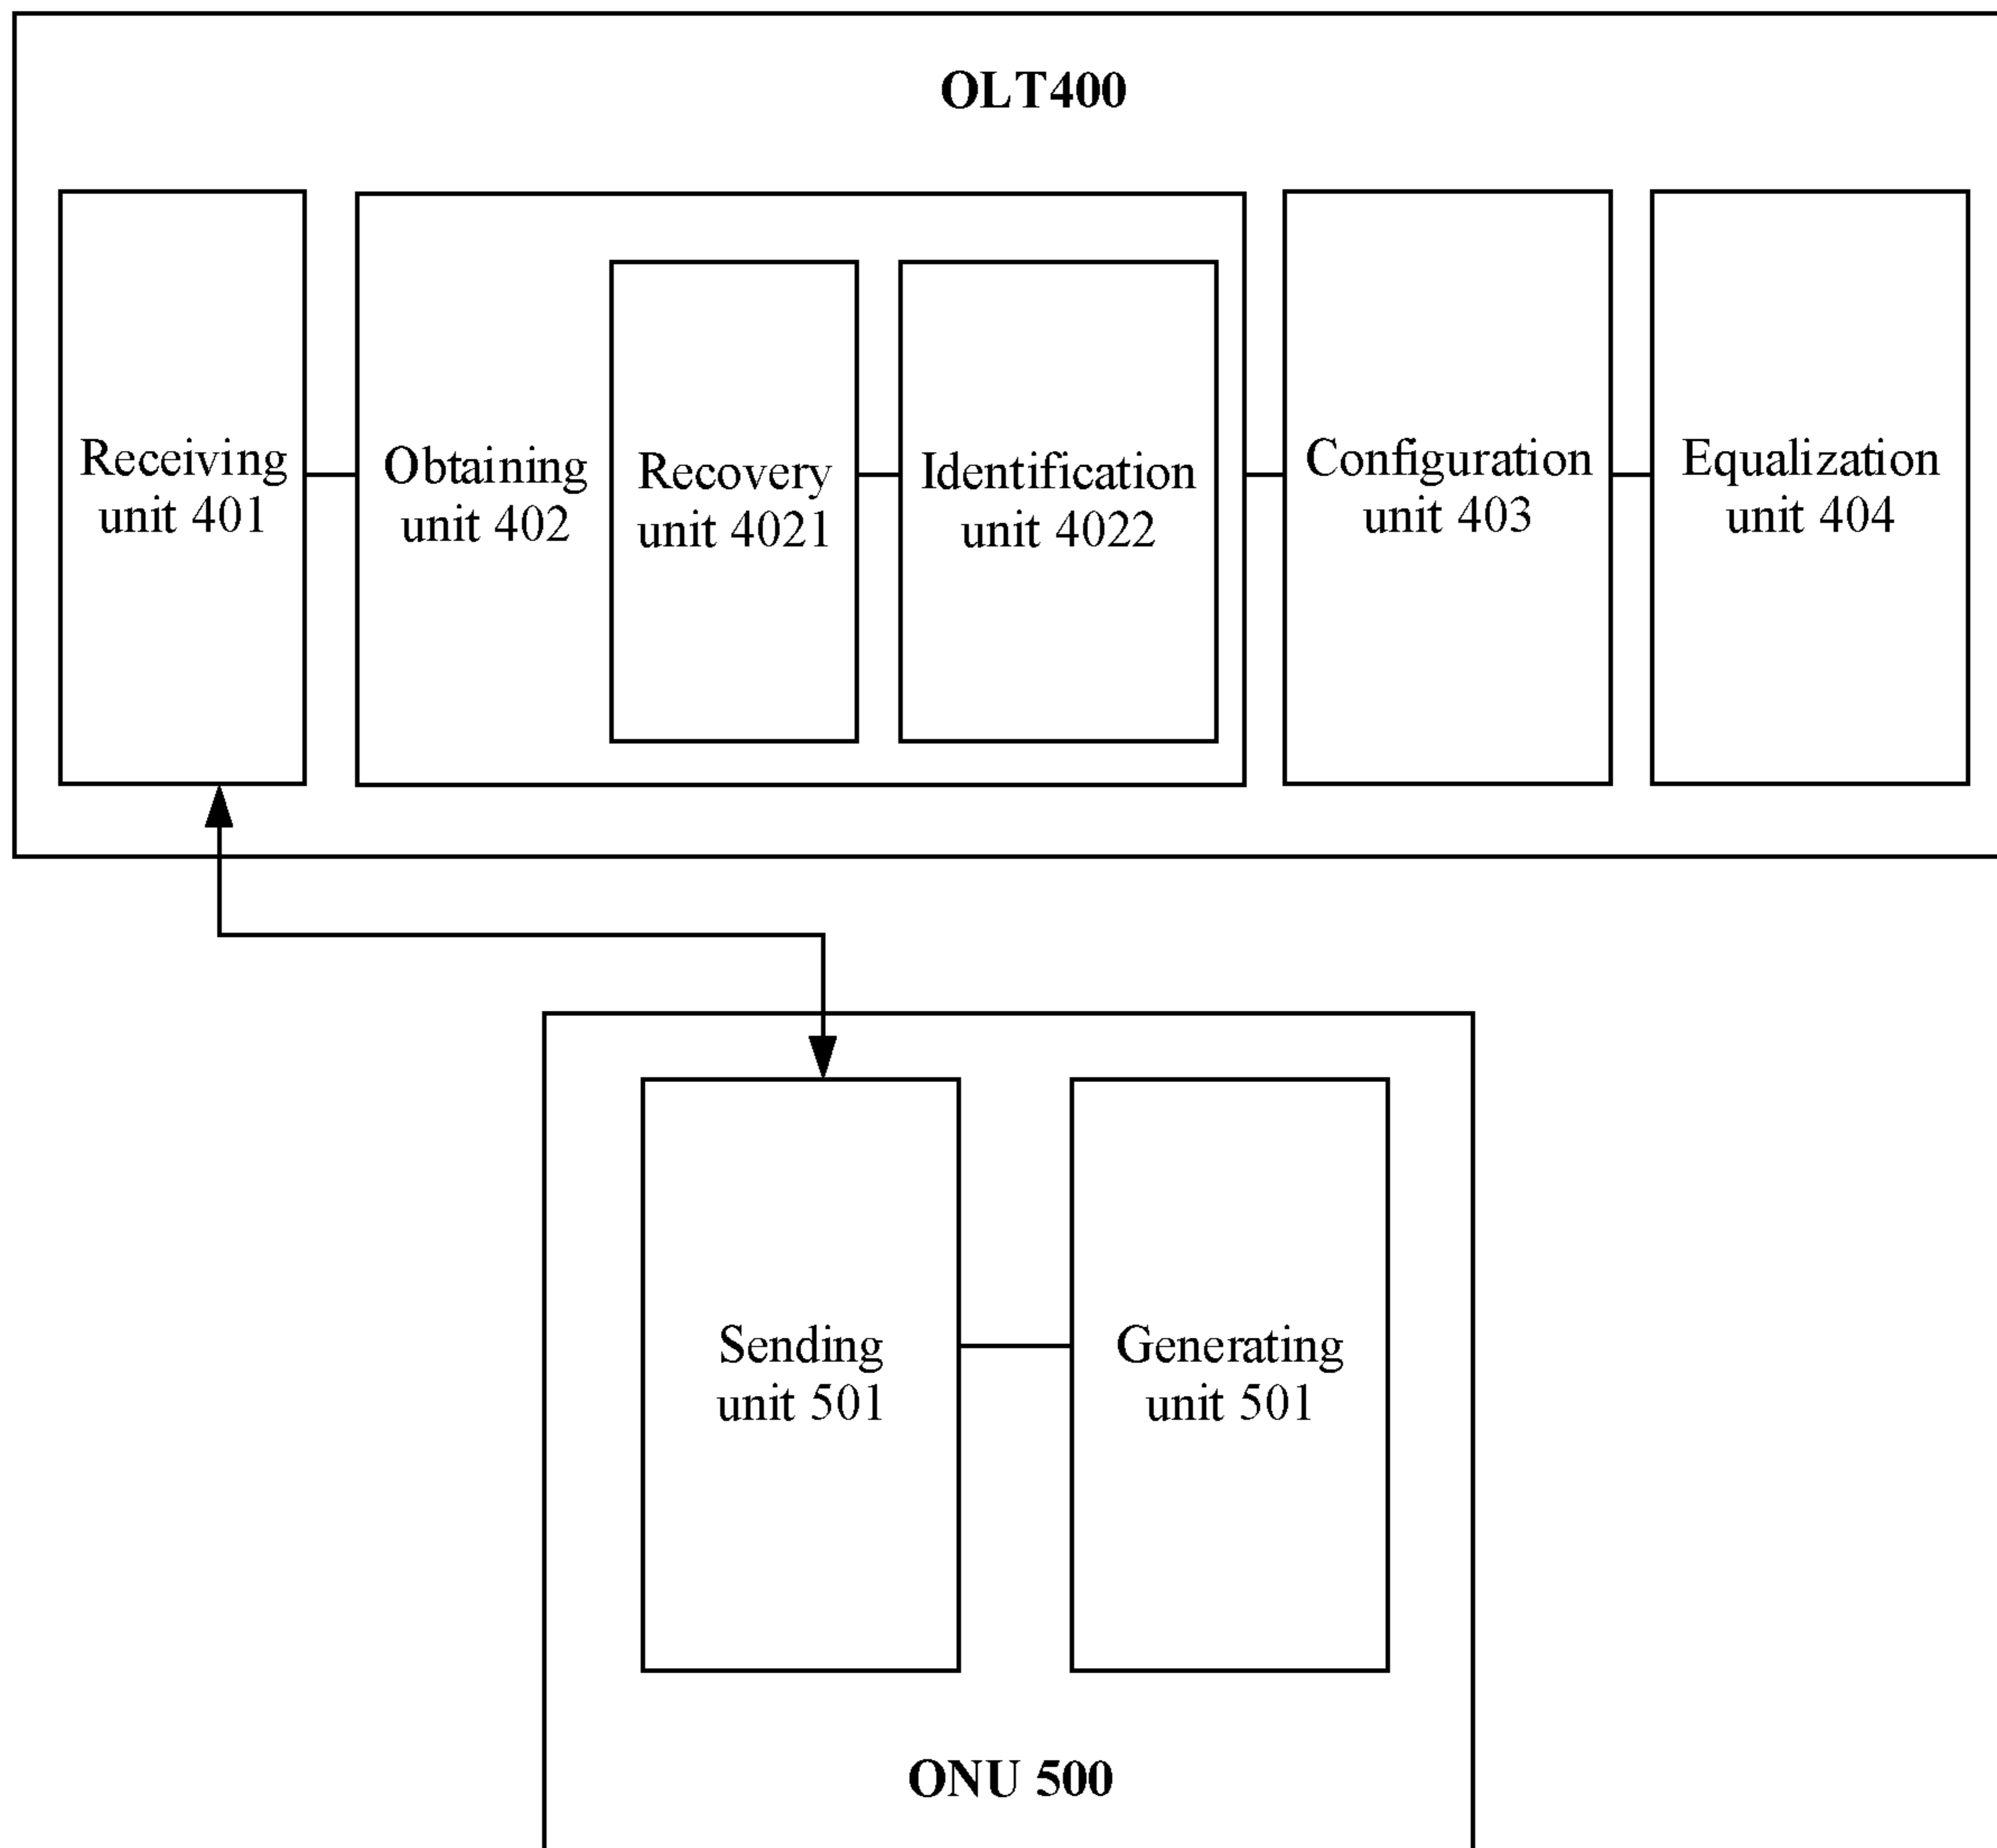 OLT400
Receiving
unit 401
Obtaining
unit 402
Recovery
unit 4021
Identification
unit 4022
Configuration
unit 403
Equalization
unit 404
Sending
unit 501
Generating
unit 501
ONU 500